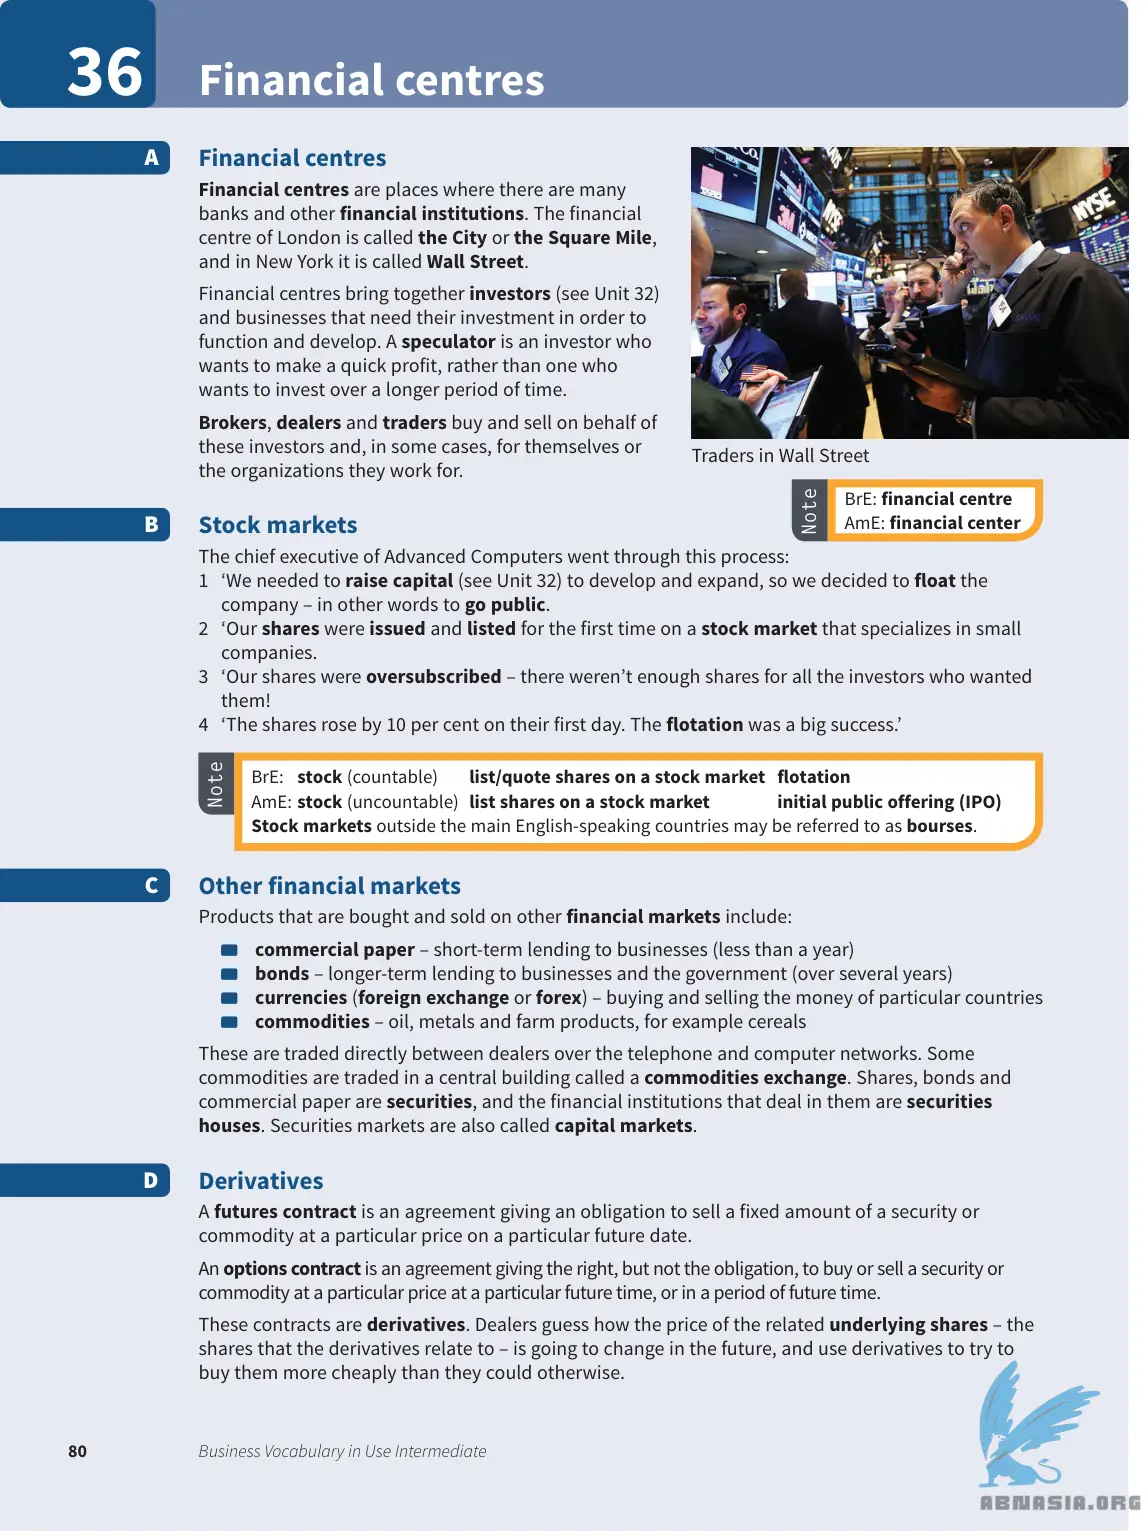 36
Financial centres
A
Financial centres
Financial centres are places where there are many
banks and other financial institutions. The financial
centre of London is called the City or the Square Mile,
and in New York it is called Wall Street.
Financial centres bring together investors (see Unit 32)
and businesses that need their investment in order to
function and develop. A speculator is an investor who
wants to make a quick profit, rather than one who
wants to invest over a longer period of time.
Brokers, dealers and traders buy and sell on behalf of
these investors and, in some cases, for themselves or
the organizations they work for.
NYSE
3M
Traders in Wall Street
Note
BrE: financial centre
AmE: financial center
B
Stock markets
The chief executive of Advanced Computers went through this process:
1 ‘We needed to raise capital (see Unit 32) to develop and expand, so we decided to float the
company – in other words to go public.
2 ‘Our shares were issued and listed for the first time on a stock market that specializes in small
companies.
3 ‘Our shares were oversubscribed – there weren’t enough shares for all the investors who wanted
them!
4 ‘The shares rose by 10 per cent on their first day. The flotation was a big success.’
Note
BrE: stock (countable) list/quote shares on a stock market flotation
AmE: stock (uncountable) list shares on a stock market initial public offering (IPO)
Stock markets outside the main English-speaking countries may be referred to as bourses.
C
Other financial markets
Products that are bought and sold on other financial markets include:
commercial paper – short-term lending to businesses (less than a year)
bonds – longer-term lending to businesses and the government (over several years)
currencies (foreign exchange or forex) – buying and selling the money of particular countries
commodities – oil, metals and farm products, for example cereals
These are traded directly between dealers over the telephone and computer networks. Some
commodities are traded in a central building called a commodities exchange. Shares, bonds and
commercial paper are securities, and the financial institutions that deal in them are securities
houses. Securities markets are also called capital markets.
D
Derivatives
A futures contract is an agreement giving an obligation to sell a fixed amount of a security or
commodity at a particular price on a particular future date.
An options contract is an agreement giving the right, but not the obligation, to buy or sell a security or
commodity at a particular price at a particular future time, or in a period of future time.
These contracts are derivatives. Dealers guess how the price of the related underlying shares – the
shares that the derivatives relate to – is going to change in the future, and use derivatives to try to
buy them more cheaply than they could otherwise.
80
Business Vocabulary in Use Intermediate
ABNASIA.ORG